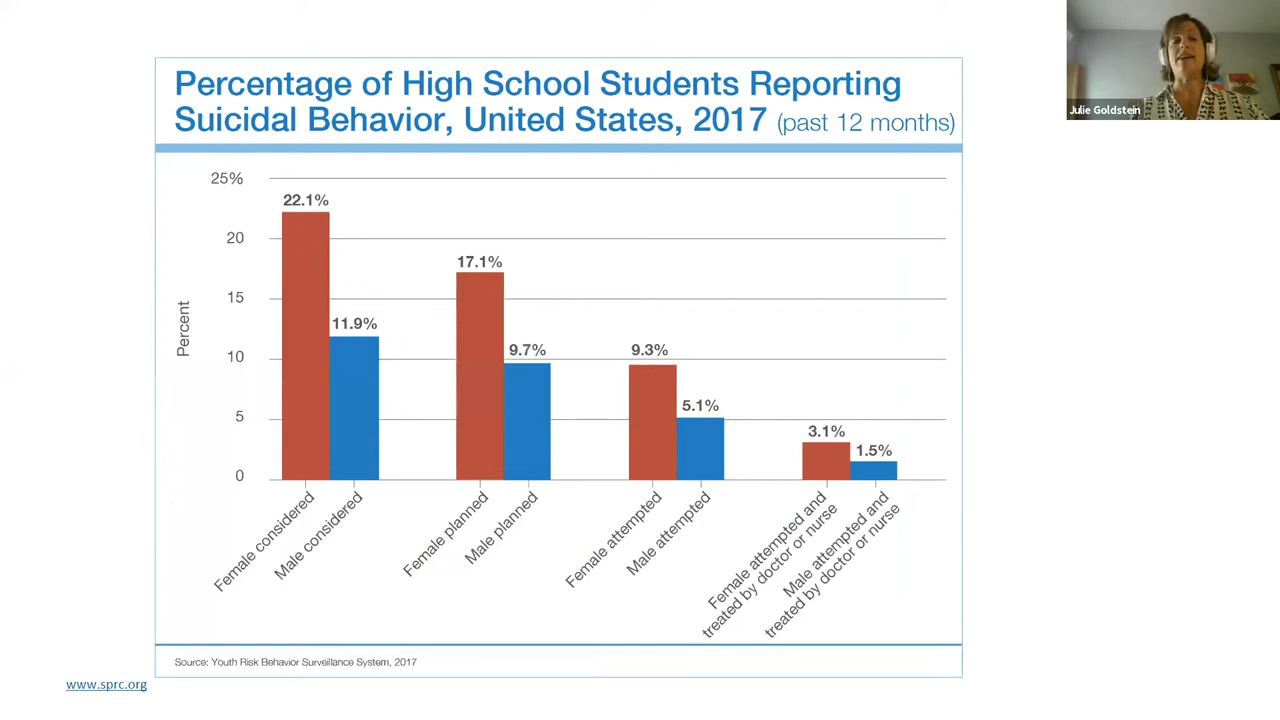 Percentage of High School Students Reporting
Suicidal Behavior, United States, 2017 (past 12 months)
Julie Goldstein
25%
20
15
10
5
0
Percent
22.1%
11.9%
17.1%
9.7%
9.3%
5.1%
3.1%
1.5%
Female considered
Male considered
Female planned
Male planned
Female attempted
Male attempted
Female attempted and
treated by doctor or nurse
Male attempted and
treated by doctor or nurse
Source: Youth Risk Behavior Surveillance System, 2017
www.sprc.org